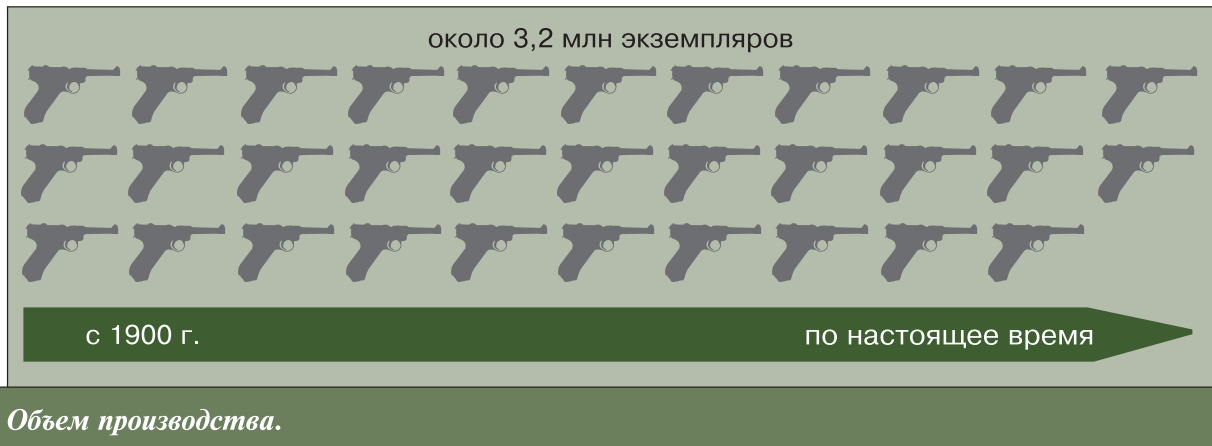 около 3,2 млн экземпляров
с 1900 г.
по настоящее время
Объем производства.